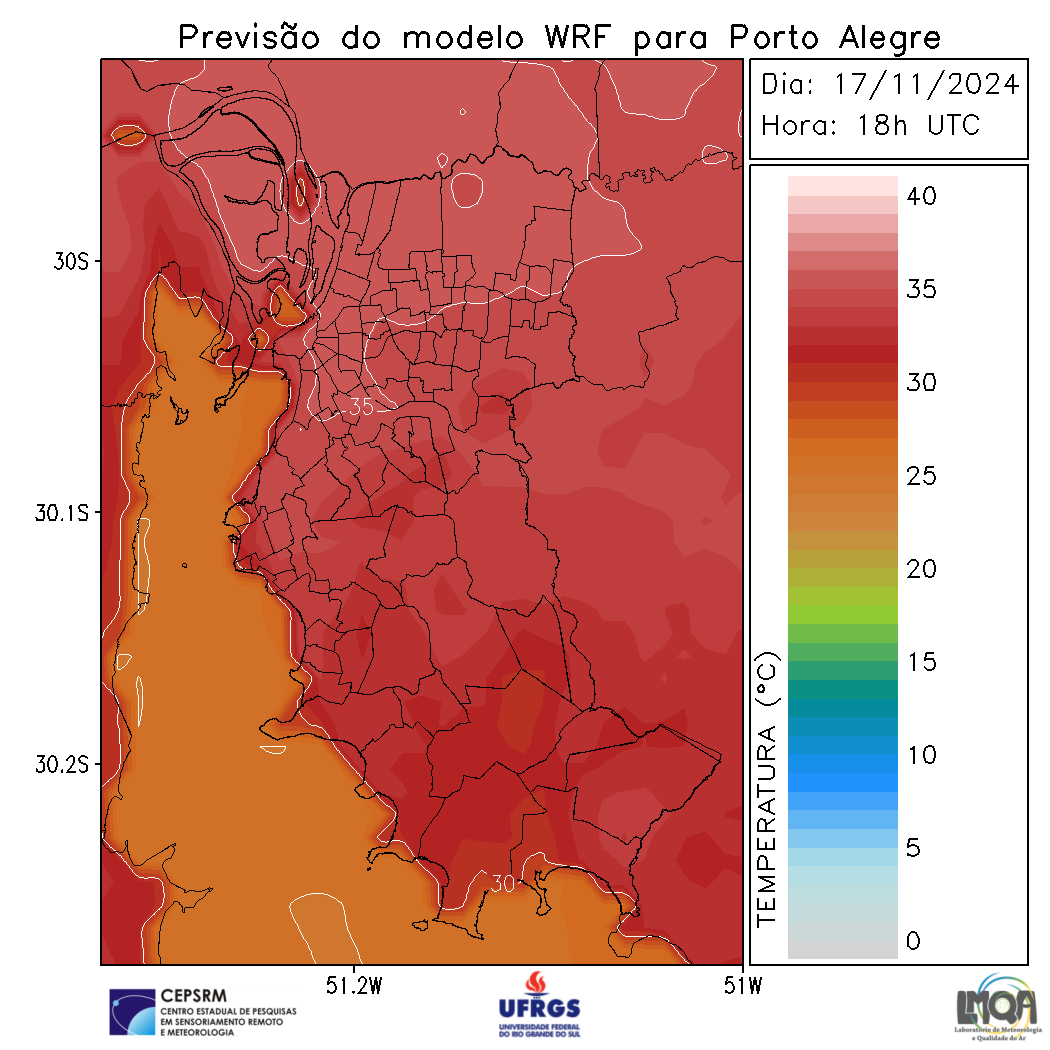 Previsão do modelo WRF para Porto Alegre
Dia: 17/11/2024
Hora: 18h UTC
40
35
30
25
20
15
10
5
0
TEMPERATURA (°C)
30S
30.1S
30.2S
35
30
51.2W
51W
CEPSRM
CENTRO ESTADUAL DE PESQUISAS
EM SENSORIAMENTO REMOTO
E METEOROLOGIA
UFRGS
UNIVERSIDADE FEDERAL
DO RIO GRANDE DO SUL
LMQA
Laboratório de Meteorologia
e Qualidade do Ar